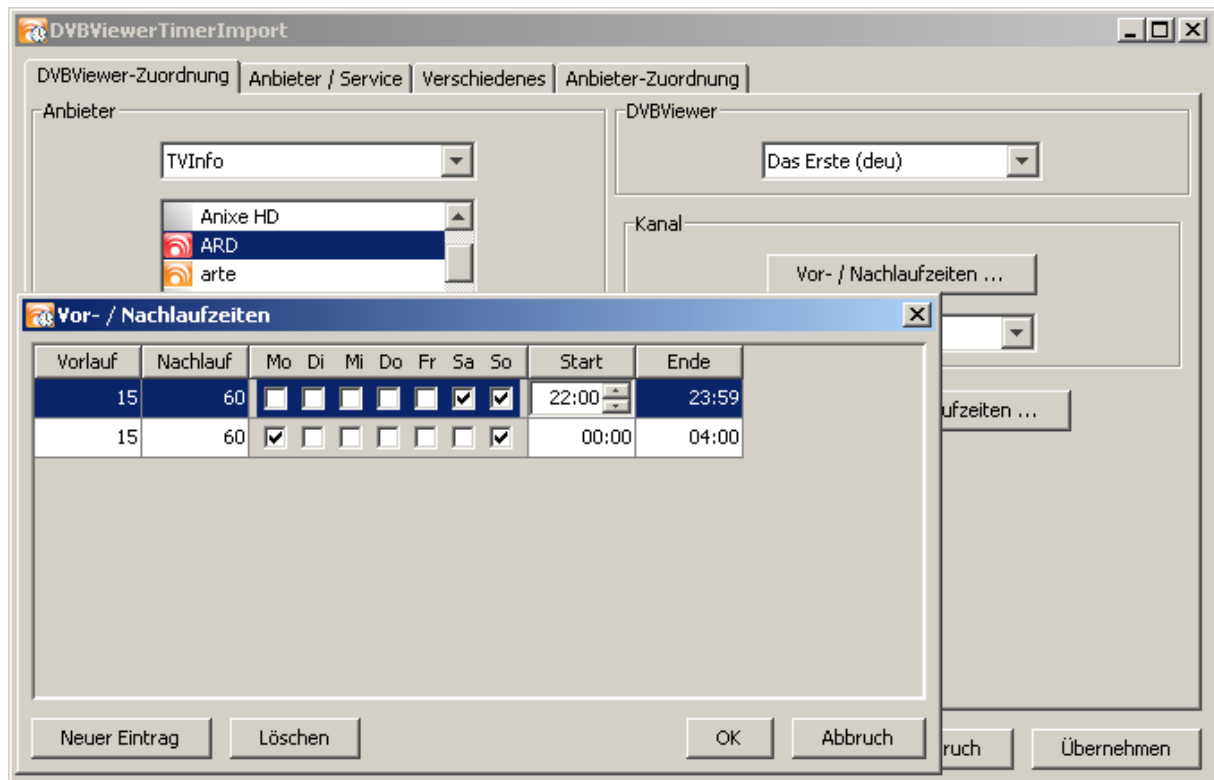 DVBViewerTimerImport
DVBViewer-Zuordnung Anbieter / Service Verschiedenes Anbieter-Zuordnung
Anbieter
DVBViewer
TVInfo
Das Erste (deu)
Anixe HD
ARD
arte
Kanal
Vor- / Nachlaufzeiten ...
Vor- / Nachlaufzeiten
Vorlauf Nachlauf Mo Di Mi Do Fr Sa So Start Ende
15 60 22:00 23:59
15 60 00:00 04:00
ufzeiten ...
Neuer Eintrag Löschen OK Abbruch
ruch Übernehmen